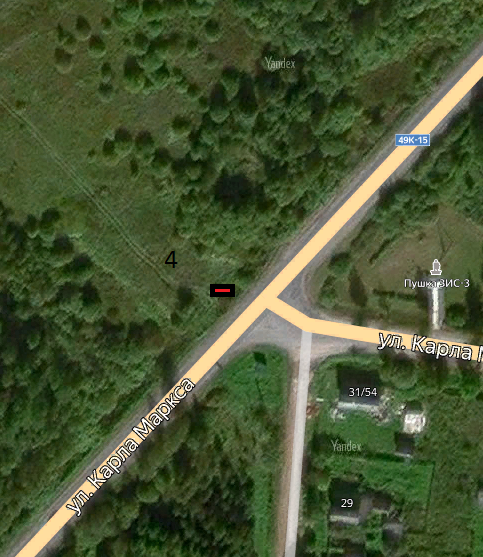 Yandex
49К-15
4
Пушка ЗИС-3
ул. Карла М
31/54
ул. Карла Маркса
Yandex
29